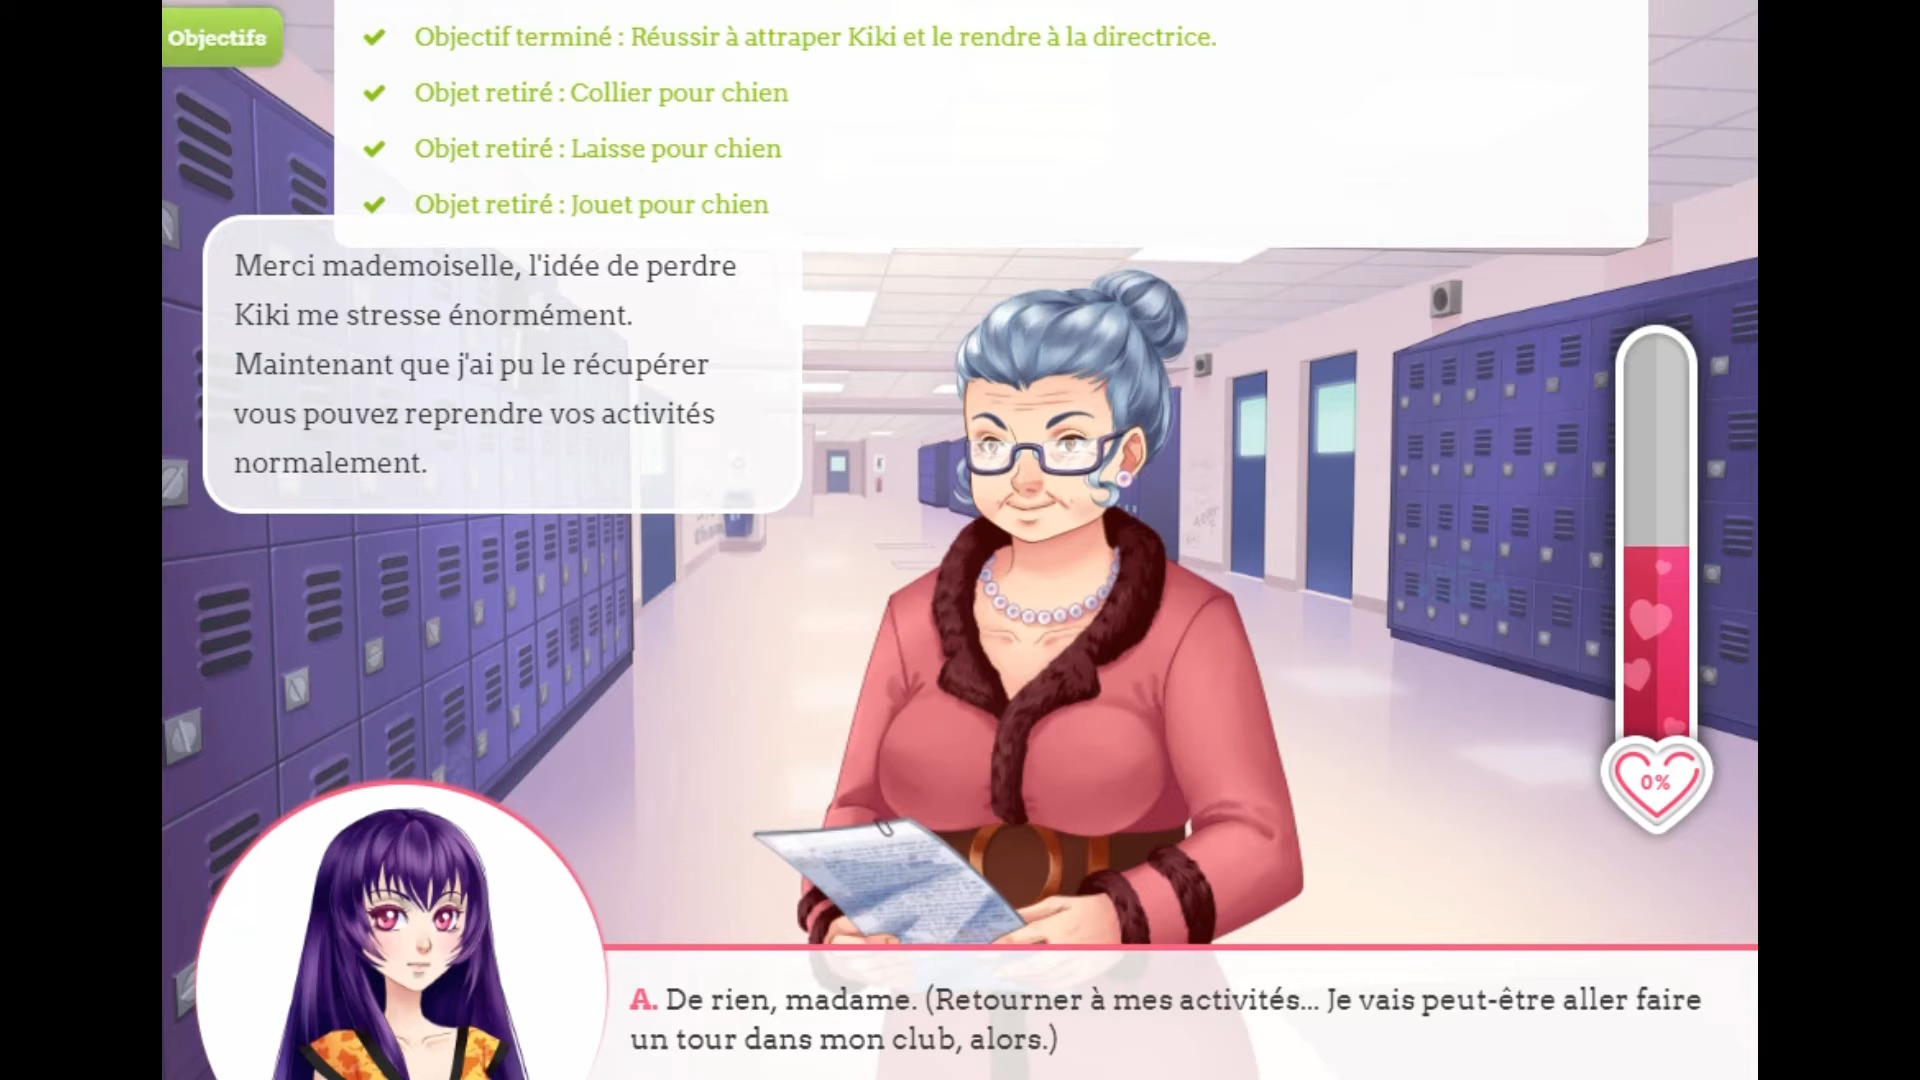 Objectifs
Objectif terminé : Réussir à attraper Kiki et le rendre à la directrice.
Objet retiré : Collier pour chien
Objet retiré : Laisse pour chien
Objet retiré : Jouet pour chien
Merci mademoiselle, l'idée de perdre
Kiki me stresse énormément.
Maintenant que j'ai pu le récupérer
vous pouvez reprendre vos activités
normalement.
0%
A. De rien, madame. (Retourner à mes activités... Je vais peut-être aller faire
un tour dans mon club, alors.)